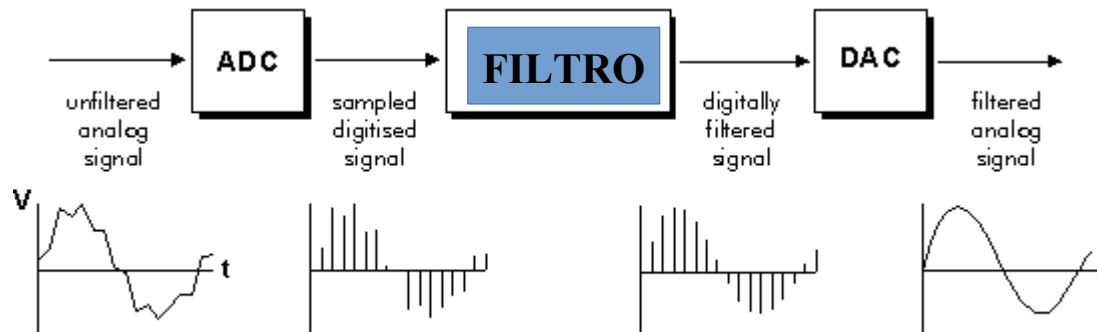 ADC
FILTRO
DAC
unfiltered
analog
signal
sampled
digitised
signal
digitally
filtered
signal
filtered
analog
signal
V
t